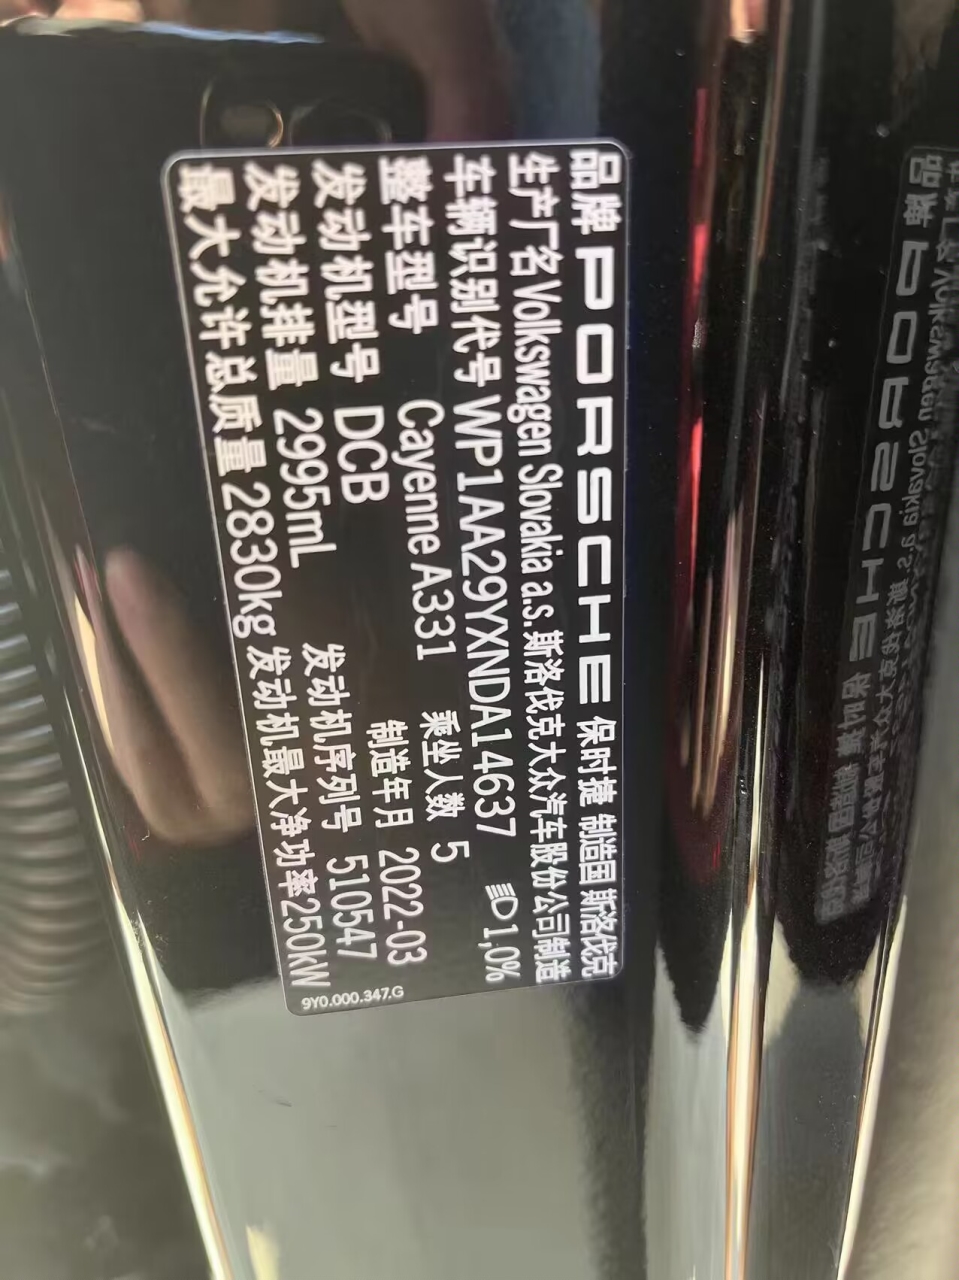 品牌 PORSCHE 保时捷 制造国 斯洛伐克
生产厂名 Volkswagen Slovakia a.s. 斯洛伐克大众汽车股份公司制造
车辆识别代号 WP1AA29YXNDA14637 1,0%
整车型号 Cayenne A331 乘坐人数 5
发动机型号 DCB 制造年月 2022-03
发动机排量 2995mL 发动机序列号 510547
最大允许总质量 2830kg 发动机最大净功率250kW
9Y0.000.347.G